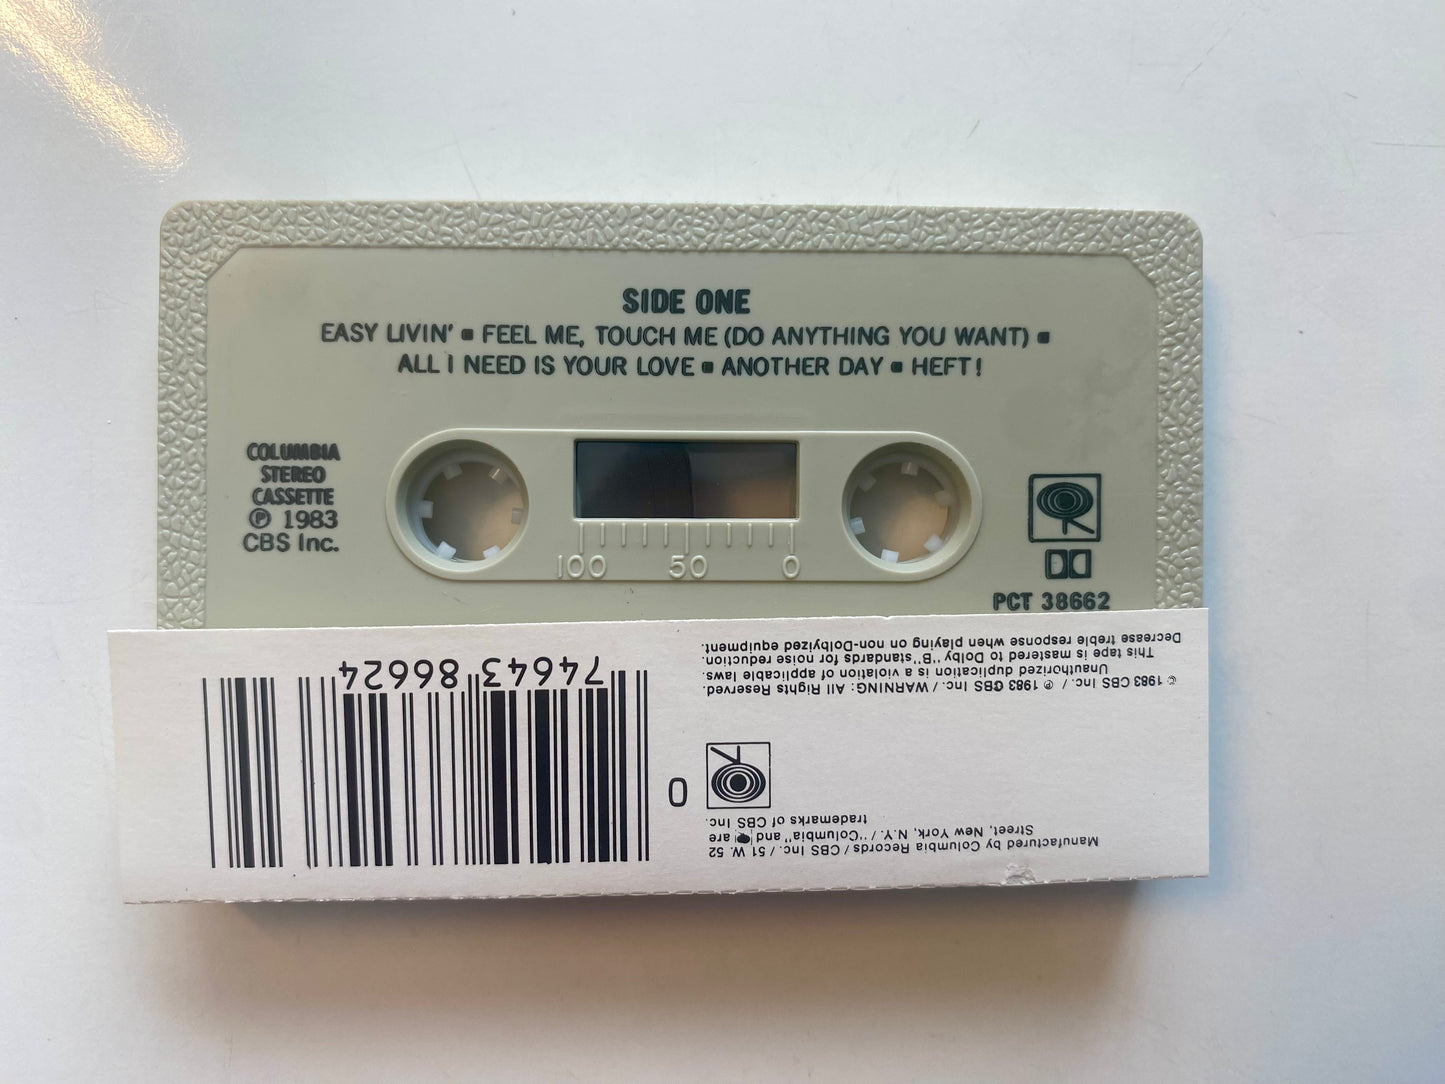 SIDE ONE
EASY LIVIN' ▪ FEEL ME, TOUCH ME (DO ANYTHING YOU WANT) ▪
ALL I NEED IS YOUR LOVE ▪ ANOTHER DAY ▪ HEFT!
COLUMBIA
STEREO
CASSETTE
℗ 1983
CBS Inc.
100 50 0
PCT 38662
Manufactured by Columbia Records / CBS Inc. / 51 W. 52
Street, New York, N.Y. / "Columbia" and are
trademarks of CBS Inc.
© 1983 CBS Inc. / ℗ 1983 CBS Inc. / WARNING: All Rights Reserved.
Unauthorized duplication is a violation of applicable laws.
This tape is mastered to Dolby "B" standards for noise reduction.
Decrease treble response when playing on non-Dolbyized equipment.
0
74643 86624